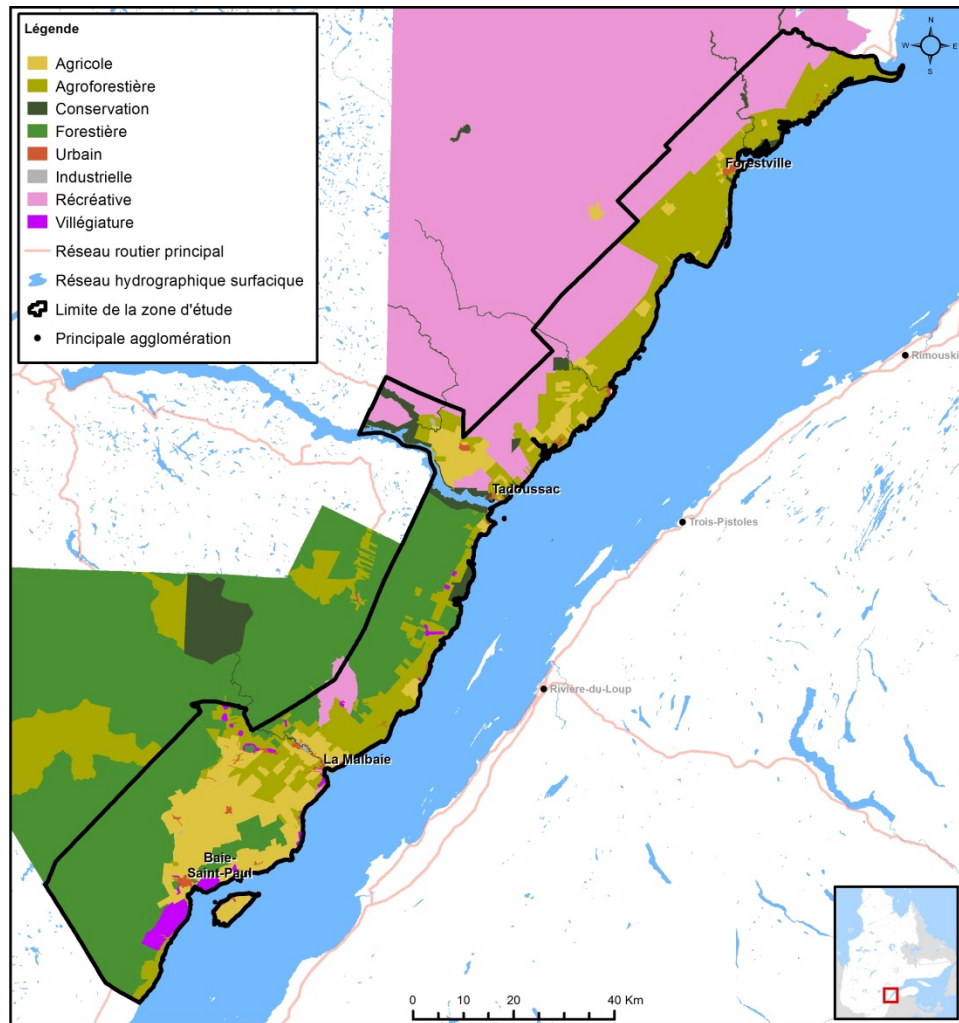 Légende
Agricole
Agroforestière
Conservation
Forestière
Urbain
Industrielle
Récréative
Villégiature
Réseau routier principal
Réseau hydrographique surfacique
Limite de la zone d'étude
Principale agglomération
N
W E
S
Forestville
Rimouski
Tadoussac
Trois-Pistoles
Rivière-du-Loup
La Malbaie
Baie-
Saint-Paul
0 10 20 40 Km